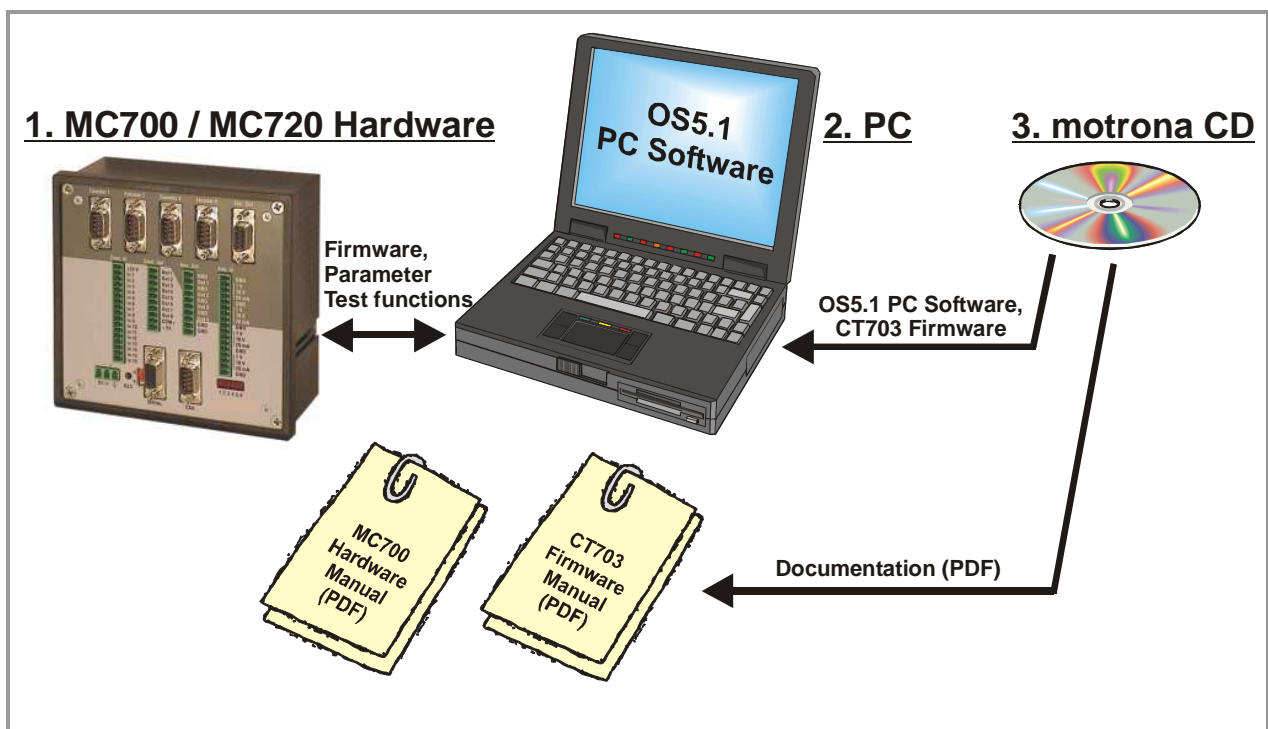 1. MC700 / MC720 Hardware
2. PC
3. motrona CD
OS5.1
PC Software
Firmware,
Parameter
Test functions
OS5.1 PC Software,
CT703 Firmware
MC700
Hardware
Manual
(PDF)
CT703
Firmware
Manual
(PDF)
Documentation (PDF)